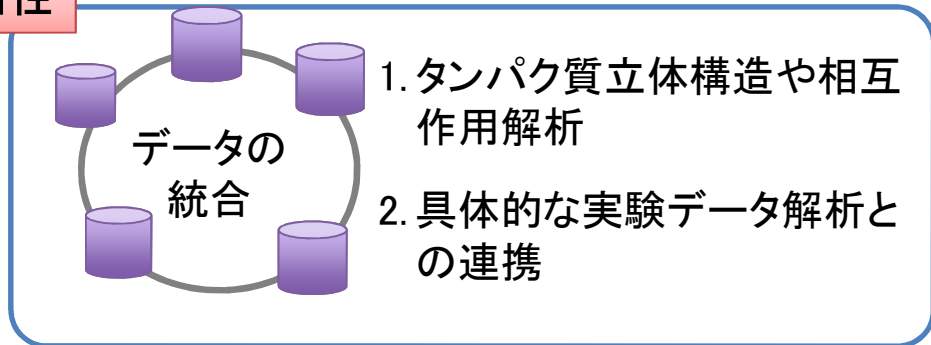 性
データの
統合
1.タンパク質立体構造や相互
作用解析
2.具体的な実験データ解析と
の連携